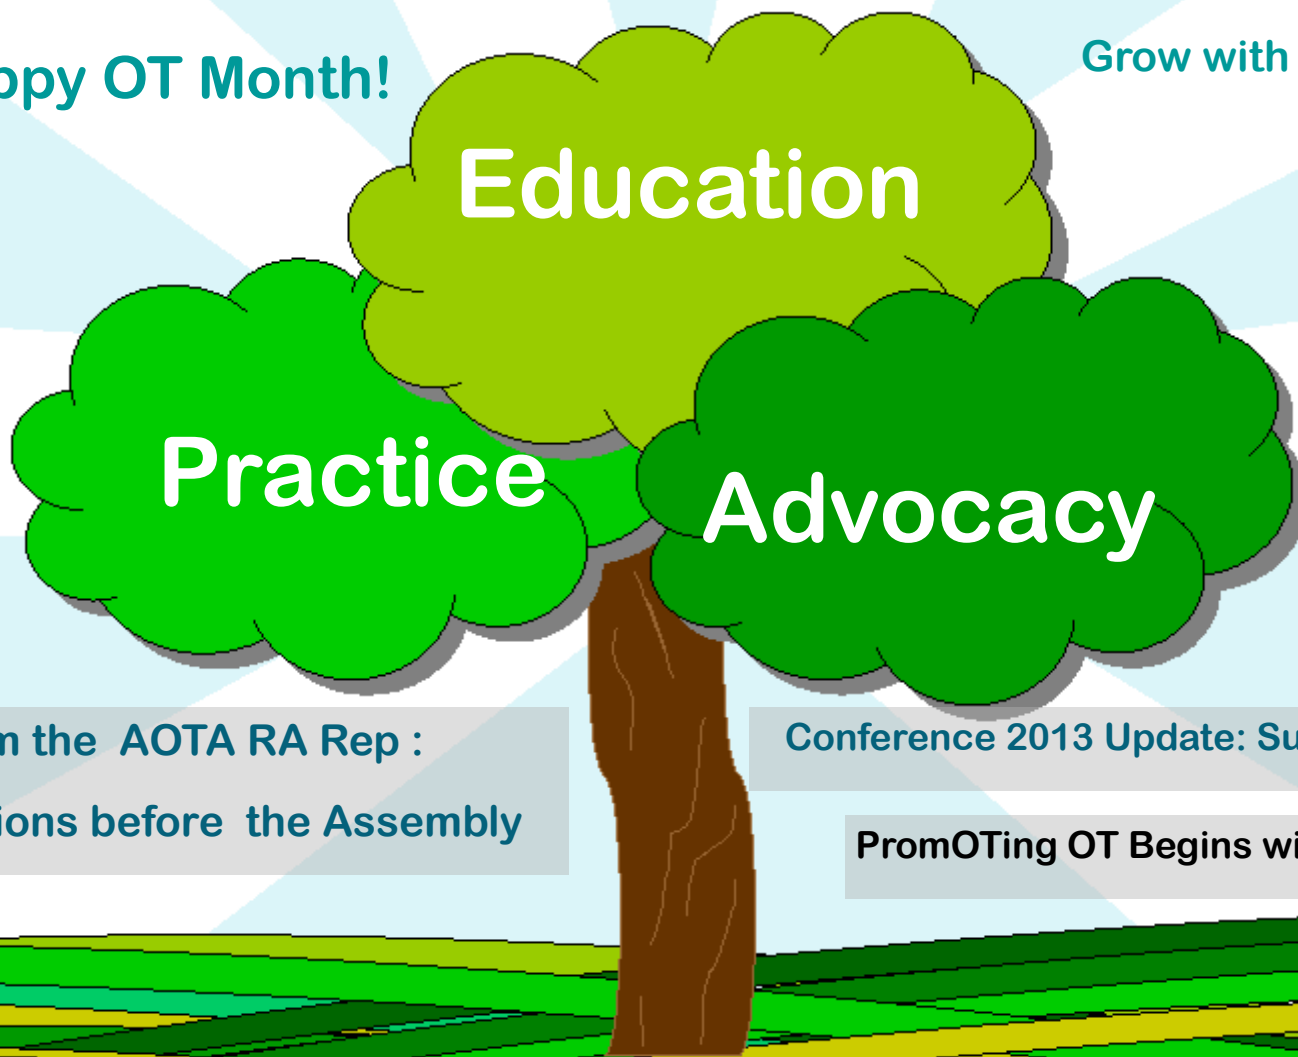 ppy OT Month!
Grow with
Education
Practice
Advocacy
m the AOTA RA Rep :
ions before the Assembly
Conference 2013 Update: Su
PromOTing OT Begins wi